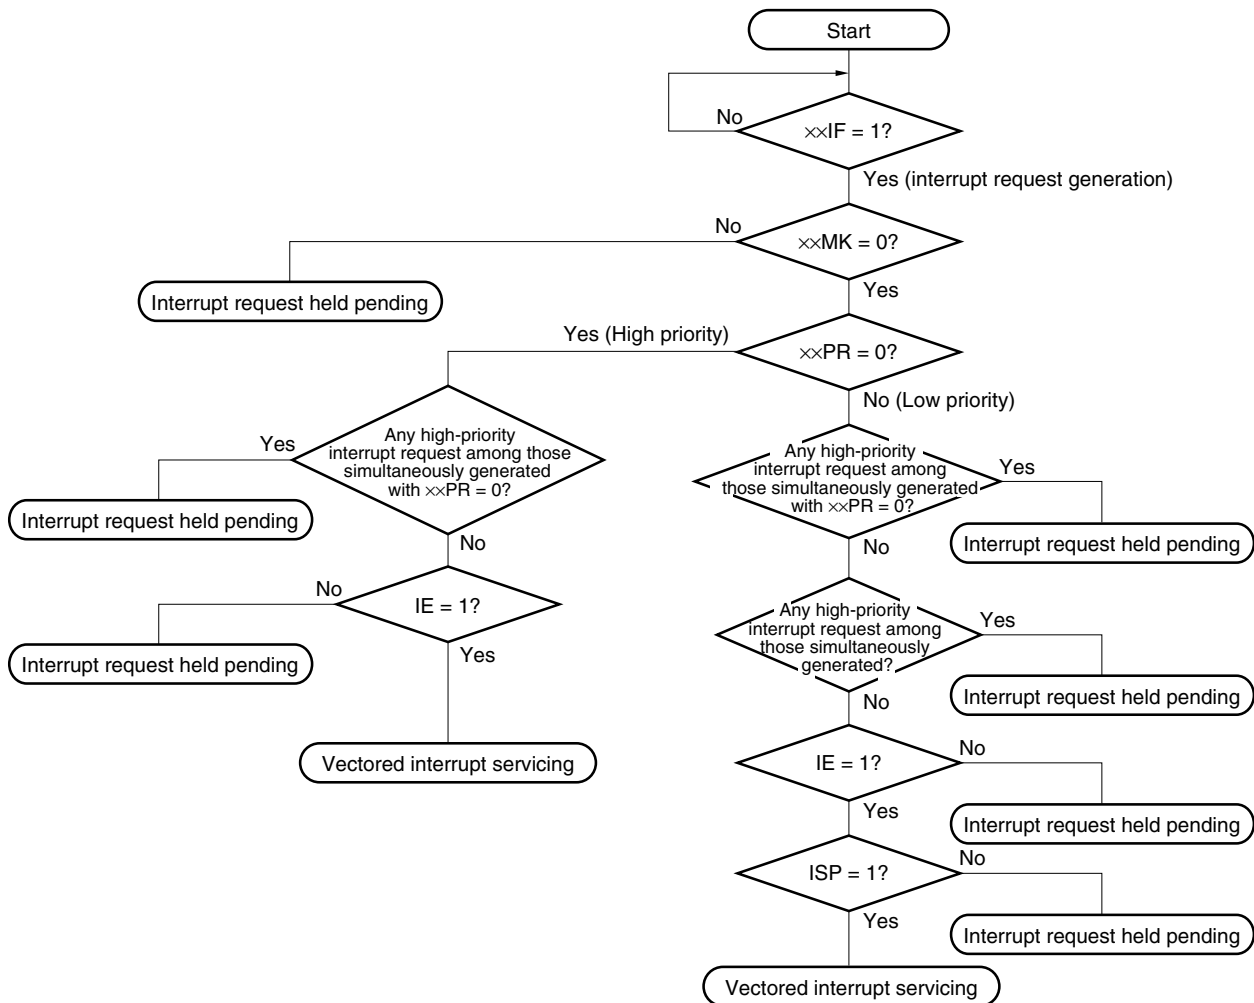 Start
No
××IF = 1?
Yes (interrupt request generation)
No
××MK = 0?
Interrupt request held pending
Yes
Yes (High priority)
××PR = 0?
No (Low priority)
Yes
Any high-priority
interrupt request among those
simultaneously generated
with ××PR = 0?
Any high-priority
interrupt request among
those simultaneously generated
with ××PR = 0?
Yes
Interrupt request held pending
No
No
Interrupt request held pending
No
IE = 1?
Any high-priority
interrupt request among
those simultaneously
generated?
Yes
Interrupt request held pending
Yes
Interrupt request held pending
No
Vectored interrupt servicing
IE = 1?
No
Yes
Interrupt request held pending
ISP = 1?
No
Yes
Interrupt request held pending
Vectored interrupt servicing